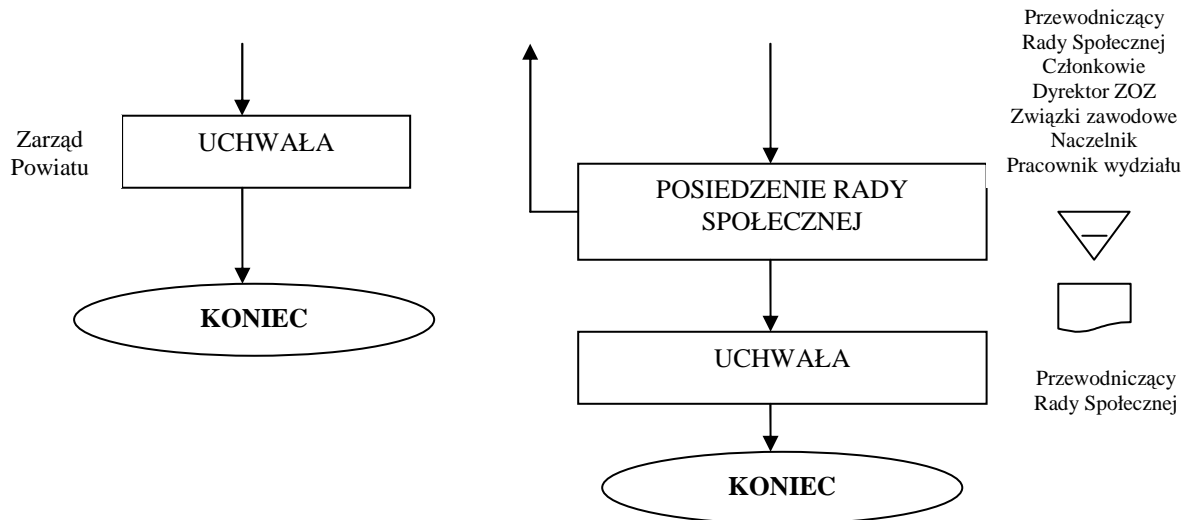 Zarząd
Powiatu
UCHWAŁA
KONIEC
POSIEDZENIE RADY
SPOŁECZNEJ
UCHWAŁA
KONIEC
Przewodniczący
Rady Społecznej
Członkowie
Dyrektor ZOZ
Związki zawodowe
Naczelnik
Pracownik wydziału
Przewodniczący
Rady Społecznej